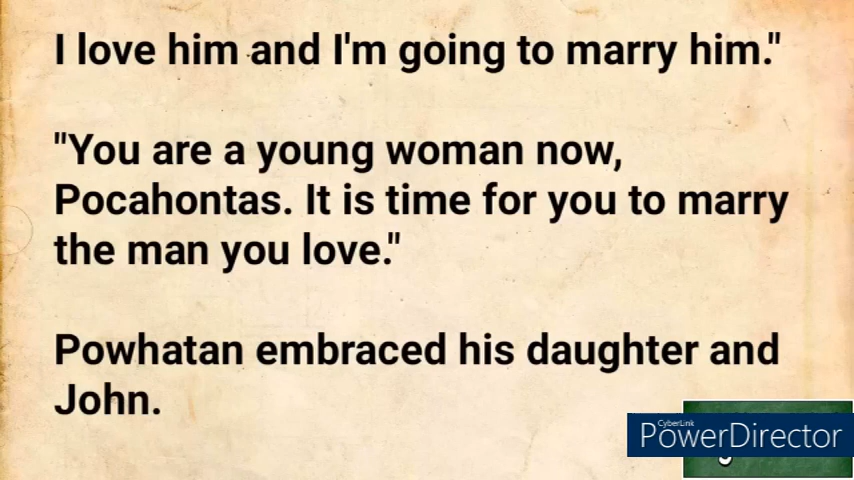 I love him and I'm going to marry him."
"You are a young woman now,
Pocahontas. It is time for you to marry
the man you love."
Powhatan embraced his daughter and
John.
CyberLink
PowerDirector